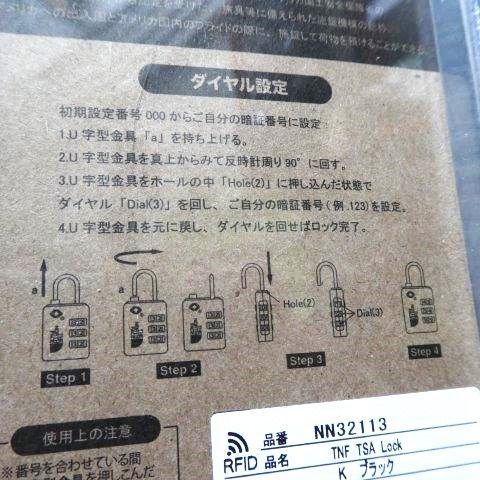 ダイヤル設定
初期設定番号 000 からご自分の暗証番号に設定:
1.U 字型金具「a」を持ち上げる。
2.U 字型金具を真上からみて反時計周り 90° に回す。
3.U 字型金具をホールの中「Hole(2)」に押し込んだ状態で
ダイヤル「Dial(3)」を回し、ご自分の暗証番号(例 .123)を設定。
4.U 字型金具を元に戻し、ダイヤルを回せばロック完了。
a
a
Hole(2)
Dial(3)
Step 1
Step 2
Step 3
Step 4
使用上の注意
※番号を合わせている間
RFID
品番 NN32113
品名 TNF TSA Lock
K ブラック